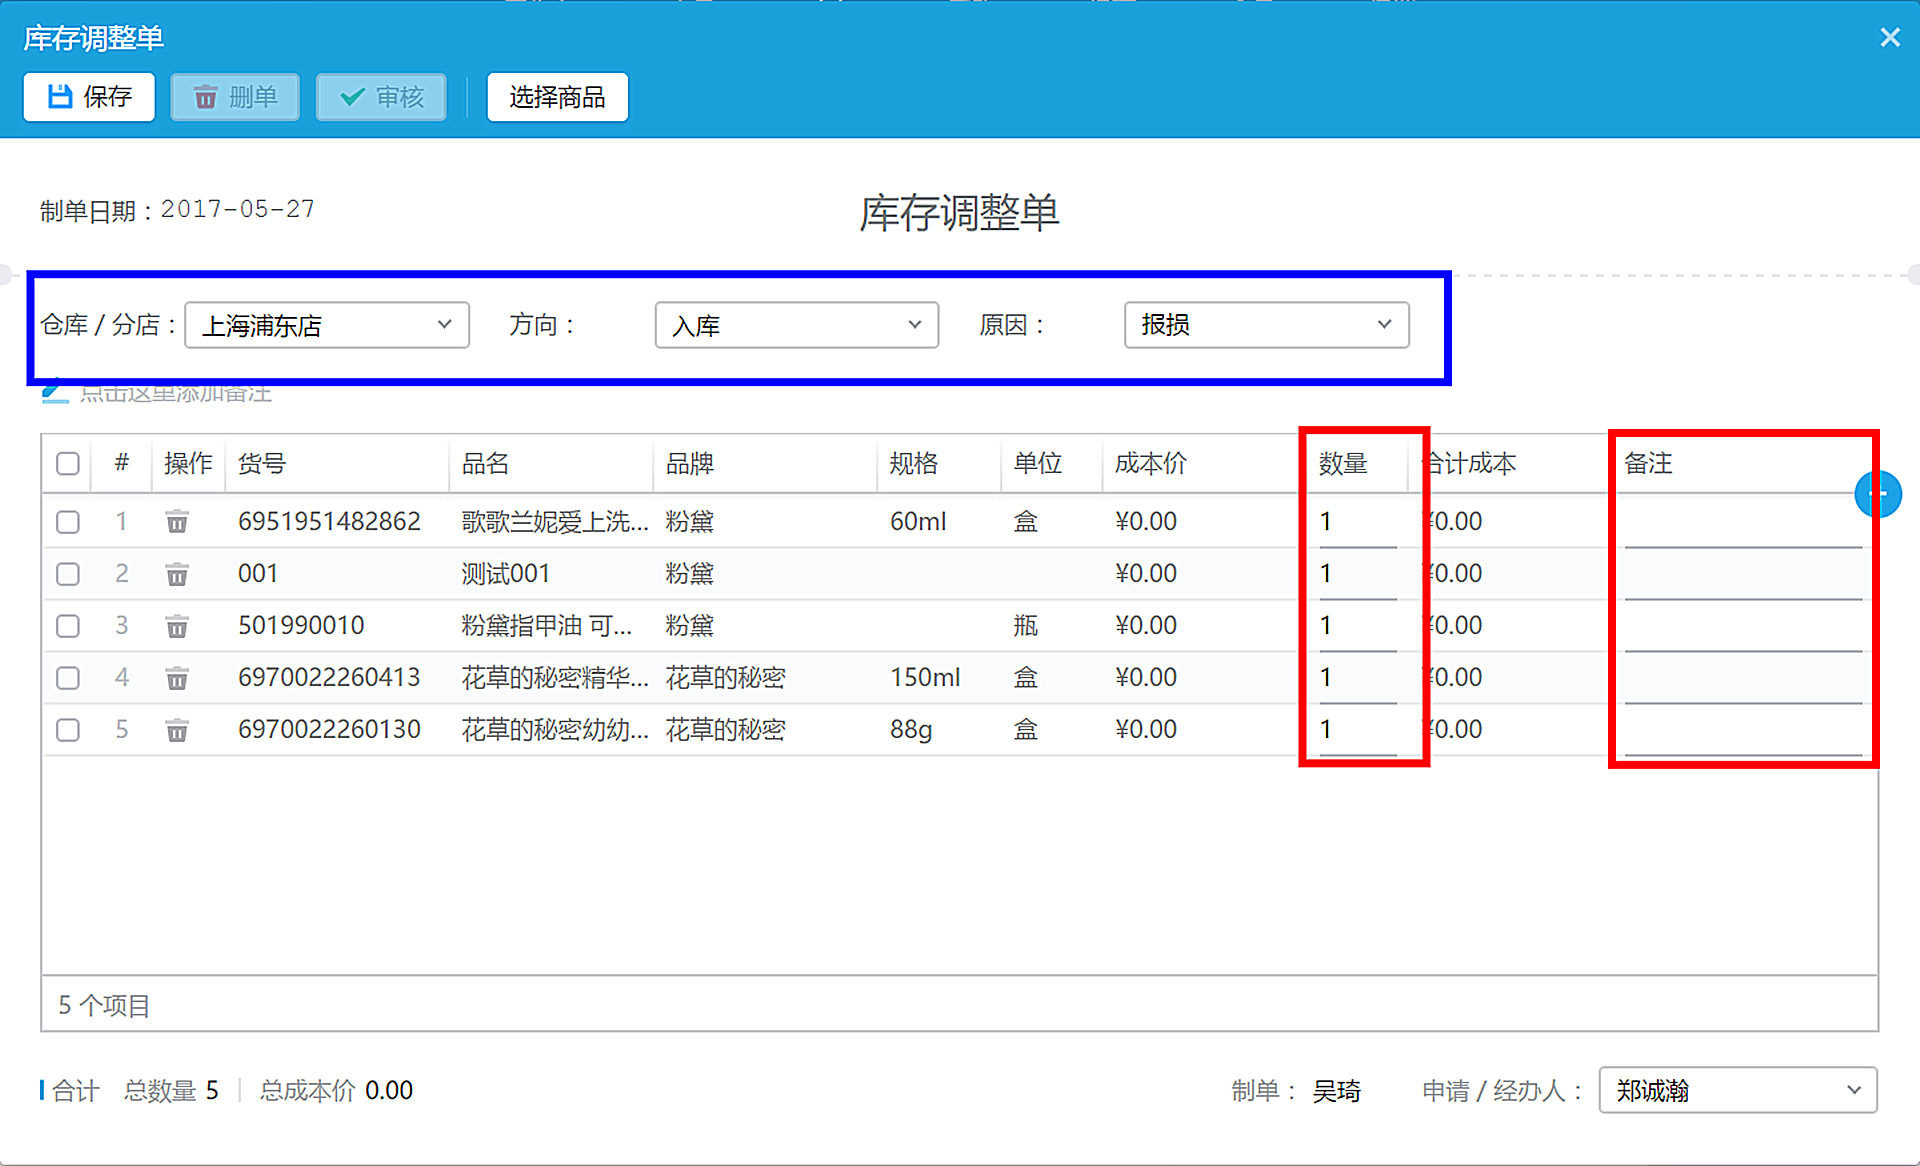 库存调整单
保存 删单 审核 选择商品
制单日期：2017-05-27
库存调整单
仓库 / 分店： 上海浦东店 方向： 入库 原因： 报损
点击这里添加备注
# 操作 货号 品名 品牌 规格 单位 成本价 数量 合计成本 备注
1 6951951482862 歌歌兰妮爱上洗... 粉黛 60ml 盒 ¥0.00 1 ¥0.00
2 001 测试001 粉黛 ¥0.00 1 ¥0.00
3 501990010 粉黛指甲油 可... 粉黛 瓶 ¥0.00 1 ¥0.00
4 6970022260413 花草的秘密精华... 花草的秘密 150ml 盒 ¥0.00 1 ¥0.00
5 6970022260130 花草的秘密幼幼... 花草的秘密 88g 盒 ¥0.00 1 ¥0.00
5 个项目
合计 总数量 5 总成本价 0.00 制单： 吴琦 申请 / 经办人： 郑诚瀚